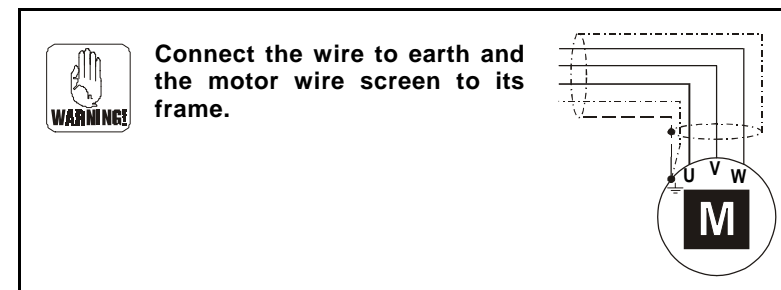 WARNING!
Connect the wire to earth and
the motor wire screen to its
frame.
U V W
M